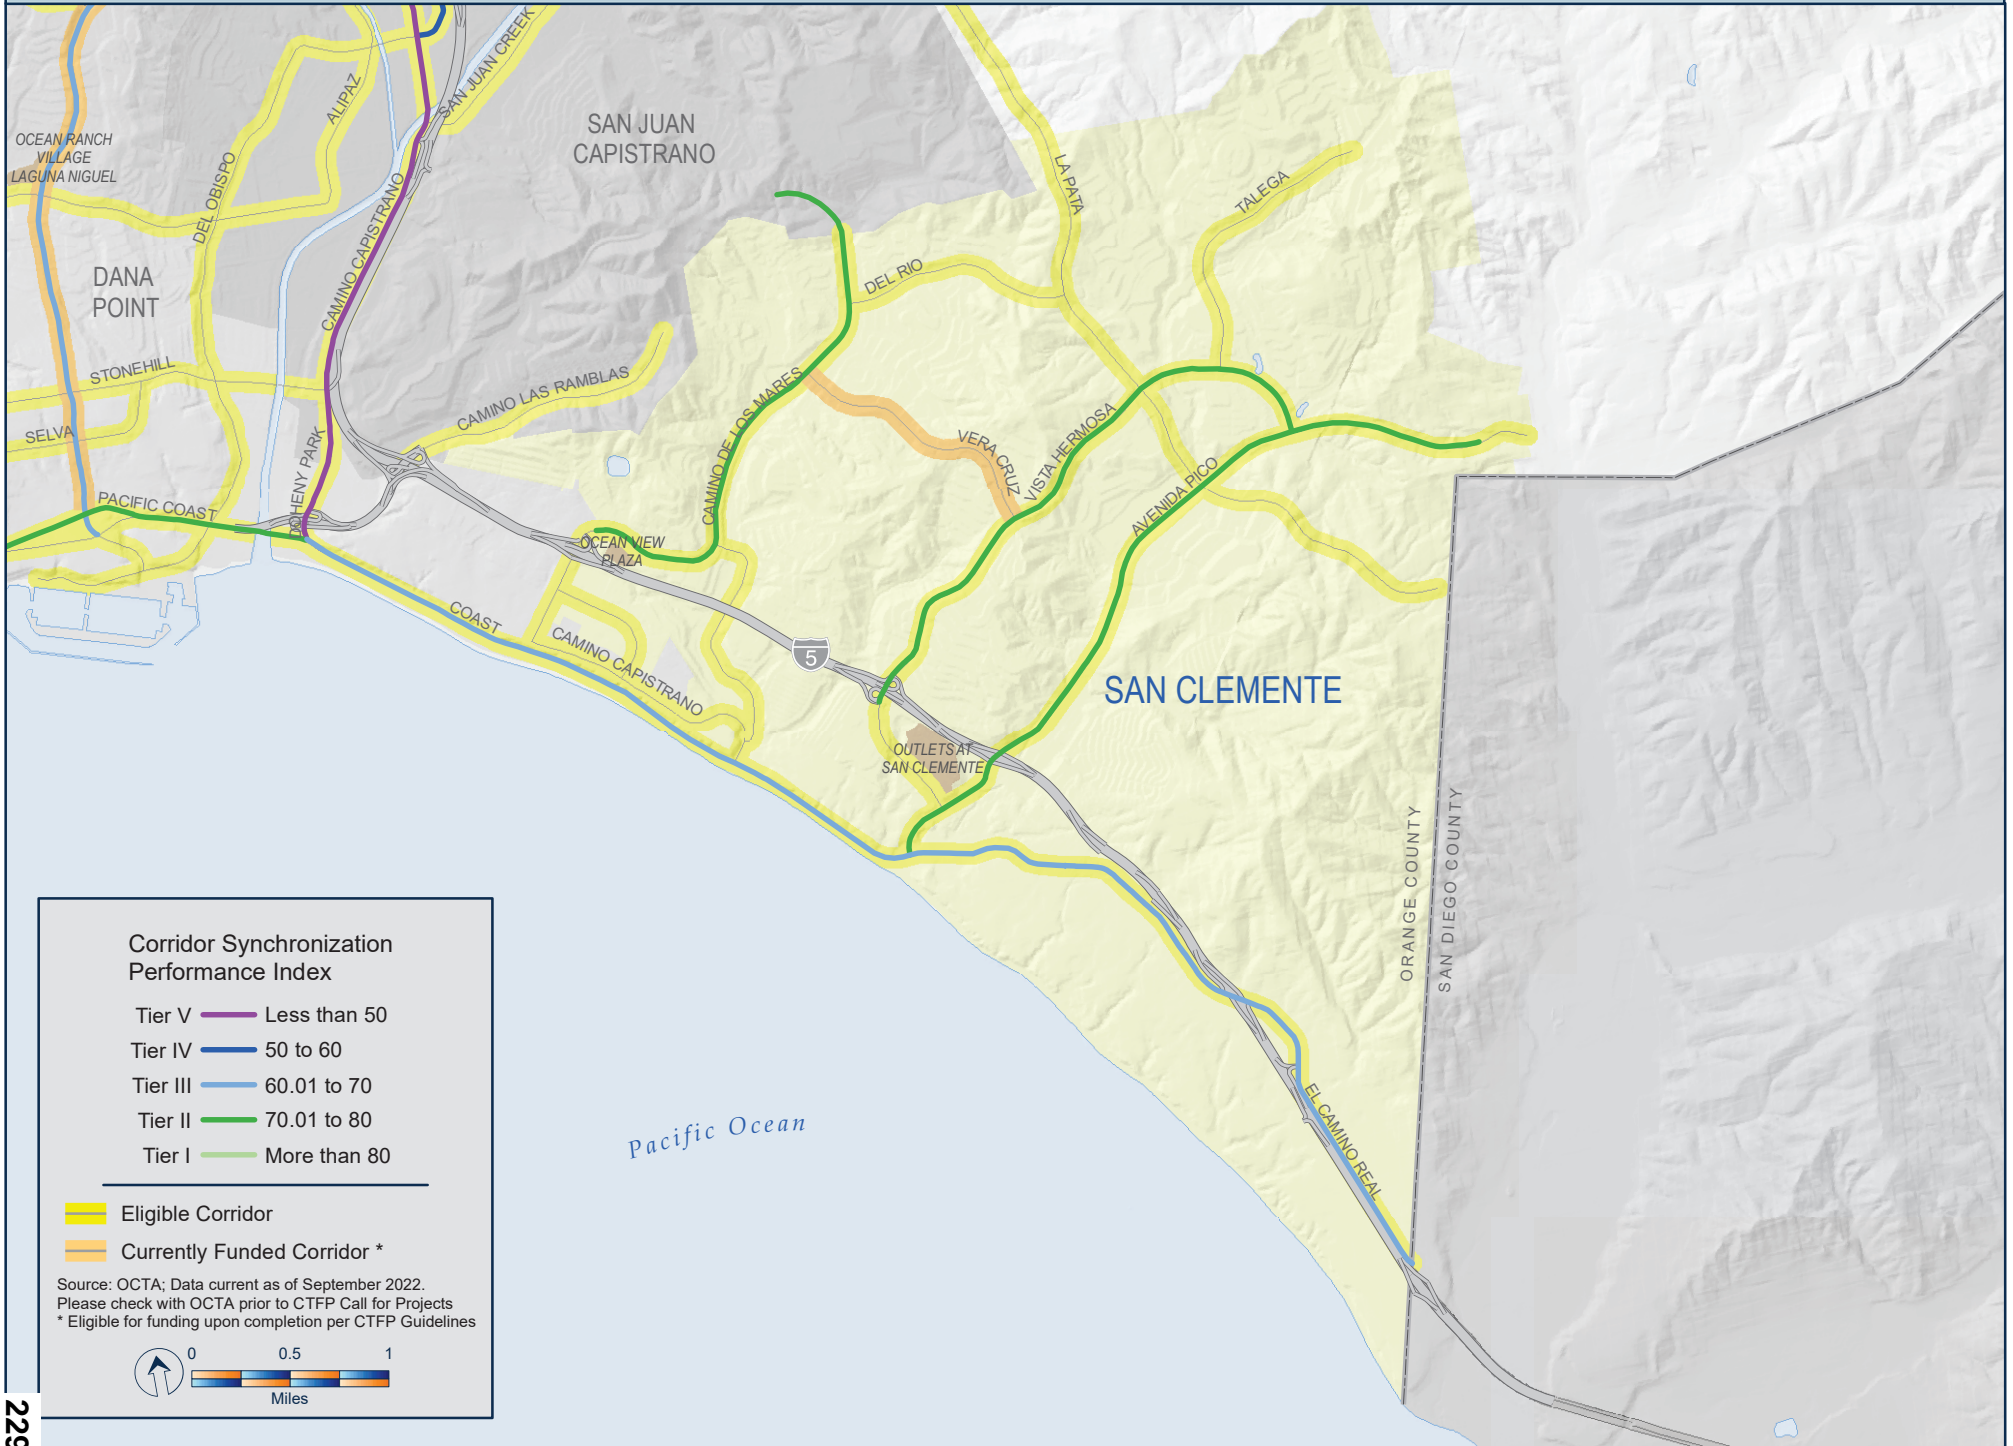 SAN JUAN CREEK
ALIPAZ
SAN JUAN
CAPISTRANO
OCEAN RANCH
VILLAGE
LAGUNA NIGUEL
LA PATA
TALEGA
DEL OBISPO
CAMINO CAPISTRANO
DANA
POINT
DEL RIO
STONEHILL
CAMINO LAS RAMBLAS
CAMINO DE LOS MARES
SELVA
VERA CRUZ
VISTA HERMOSA
AVENIDA PICO
DOHENY PARK
PACIFIC COAST
OCEAN VIEW
PLAZA
COAST
CAMINO CAPISTRANO
5
SAN CLEMENTE
OUTLETS AT
SAN CLEMENTE
ORANGE COUNTY
SAN DIEGO COUNTY
EL CAMINO REAL
Pacific Ocean
Corridor Synchronization
Performance Index
Tier V Less than 50
Tier IV 50 to 60
Tier III 60.01 to 70
Tier II 70.01 to 80
Tier I More than 80
Eligible Corridor
Currently Funded Corridor *
Source: OCTA; Data current as of September 2022.
Please check with OCTA prior to CTFP Call for Projects
* Eligible for funding upon completion per CTFP Guidelines
0 0.5 1
Miles
229